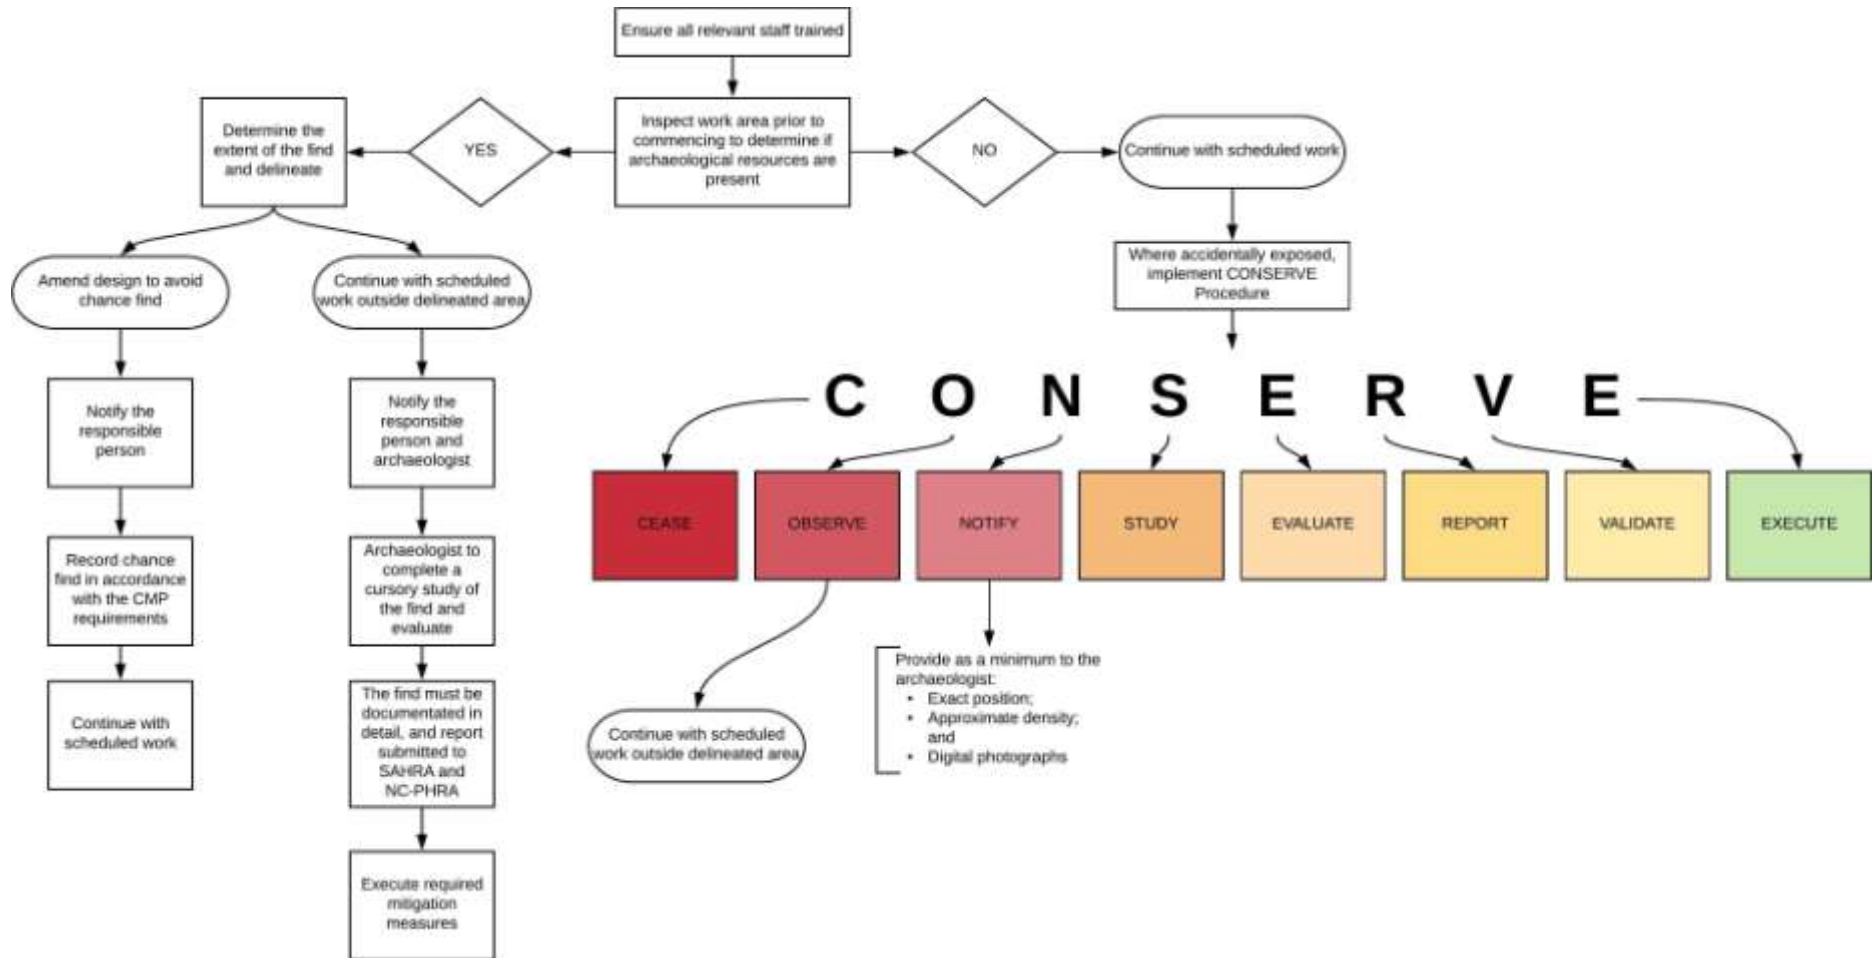 Ensure all relevant staff trained
Inspect work area prior to
commencing to determine if
archaeological resources are
present
YES
NO
Determine the
extent of the find
and delineate
Continue with scheduled work
Amend design to avoid
chance find
Continue with scheduled
work outside delineated area
Where accidentally exposed,
implement CONSERVE
Procedure
Notify the
responsible
person
Notify the
responsible
person and
archaeologist
Record chance
find in accordance
with the CMP
requirements
Archaeologist to
complete a
cursory study of
the find and
evaluate
Continue with
scheduled work
The find must be
documentated in
detail, and report
submitted to
SAHRA and
NC-PHRA
Execute required
mitigation
measures
C O N S E R V E
CEASE
OBSERVE
NOTIFY
STUDY
EVALUATE
REPORT
VALIDATE
EXECUTE
Continue with scheduled
work outside delineated area
Provide as a minimum to the
archaeologist:
• Exact position;
• Approximate density;
and
• Digital photographs